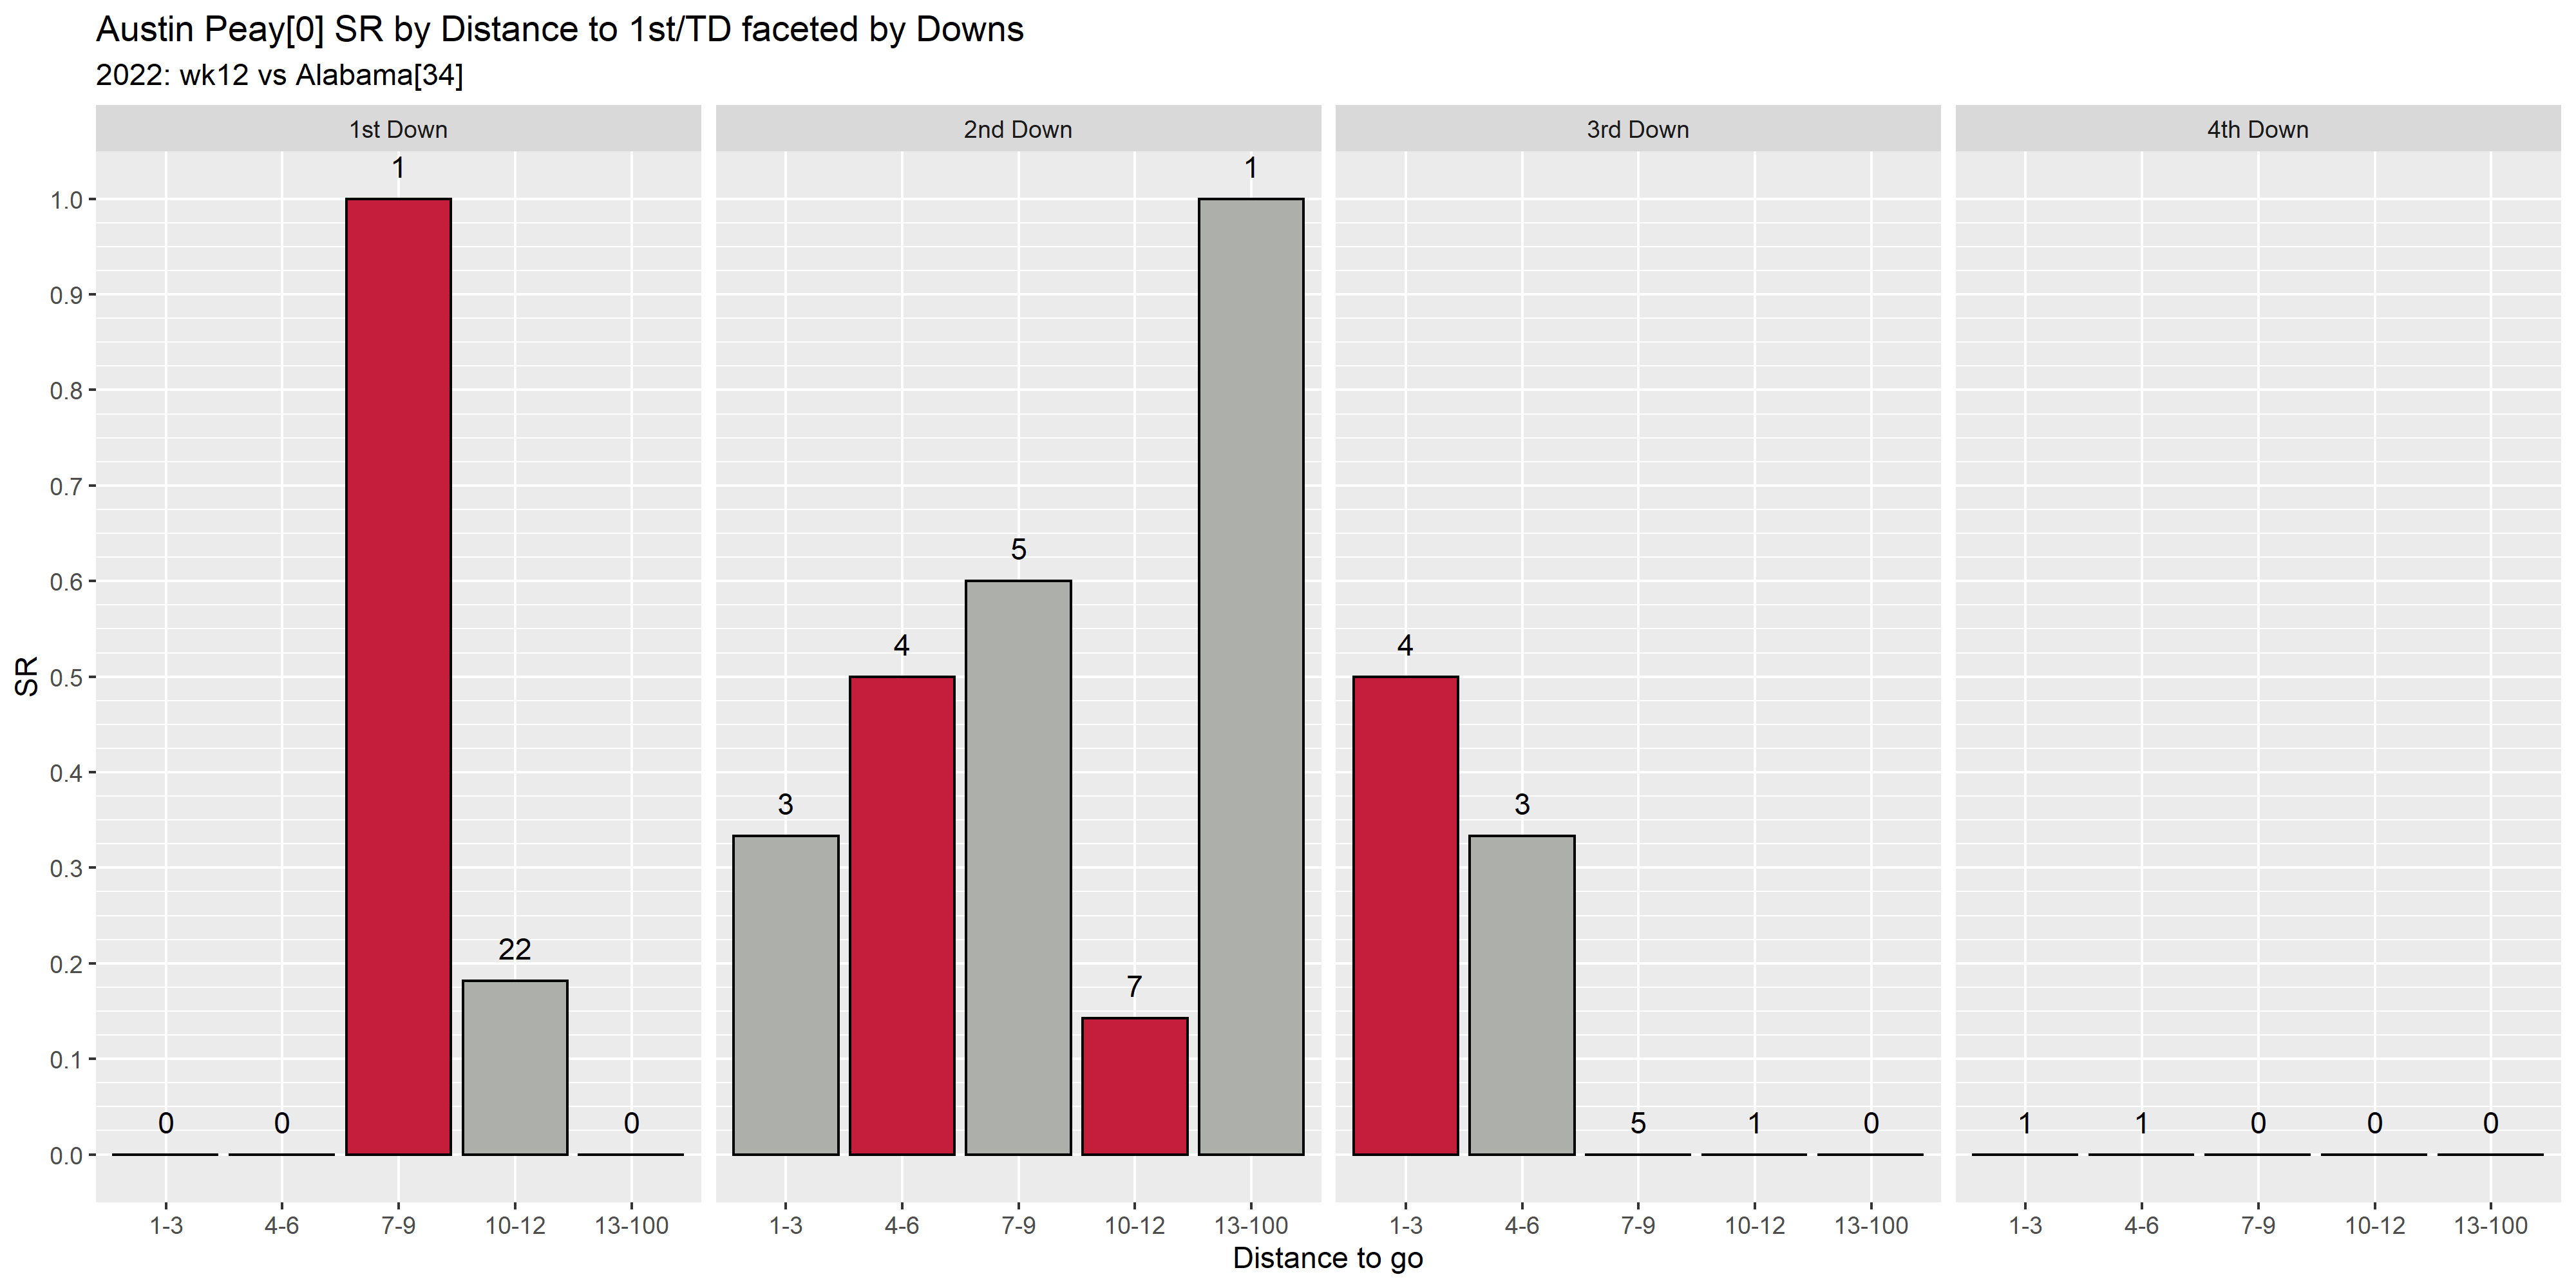 Austin Peay[0] SR by Distance to 1st/TD faceted by Downs
2022: wk12 vs Alabama[34]
1st Down 2nd Down 3rd Down 4th Down
1 1
1.0
0.9
0.8
0.7
5
0.6
4 4
0.5
SR
0.4
3 3
0.3
22
0.2
7
0.1
0 0 0 5 1 0 1 1 0 0 0
0.0
1-3 4-6 7-9 10-12 13-100 1-3 4-6 7-9 10-12 13-100 1-3 4-6 7-9 10-12 13-100 1-3 4-6 7-9 10-12 13-100
Distance to go